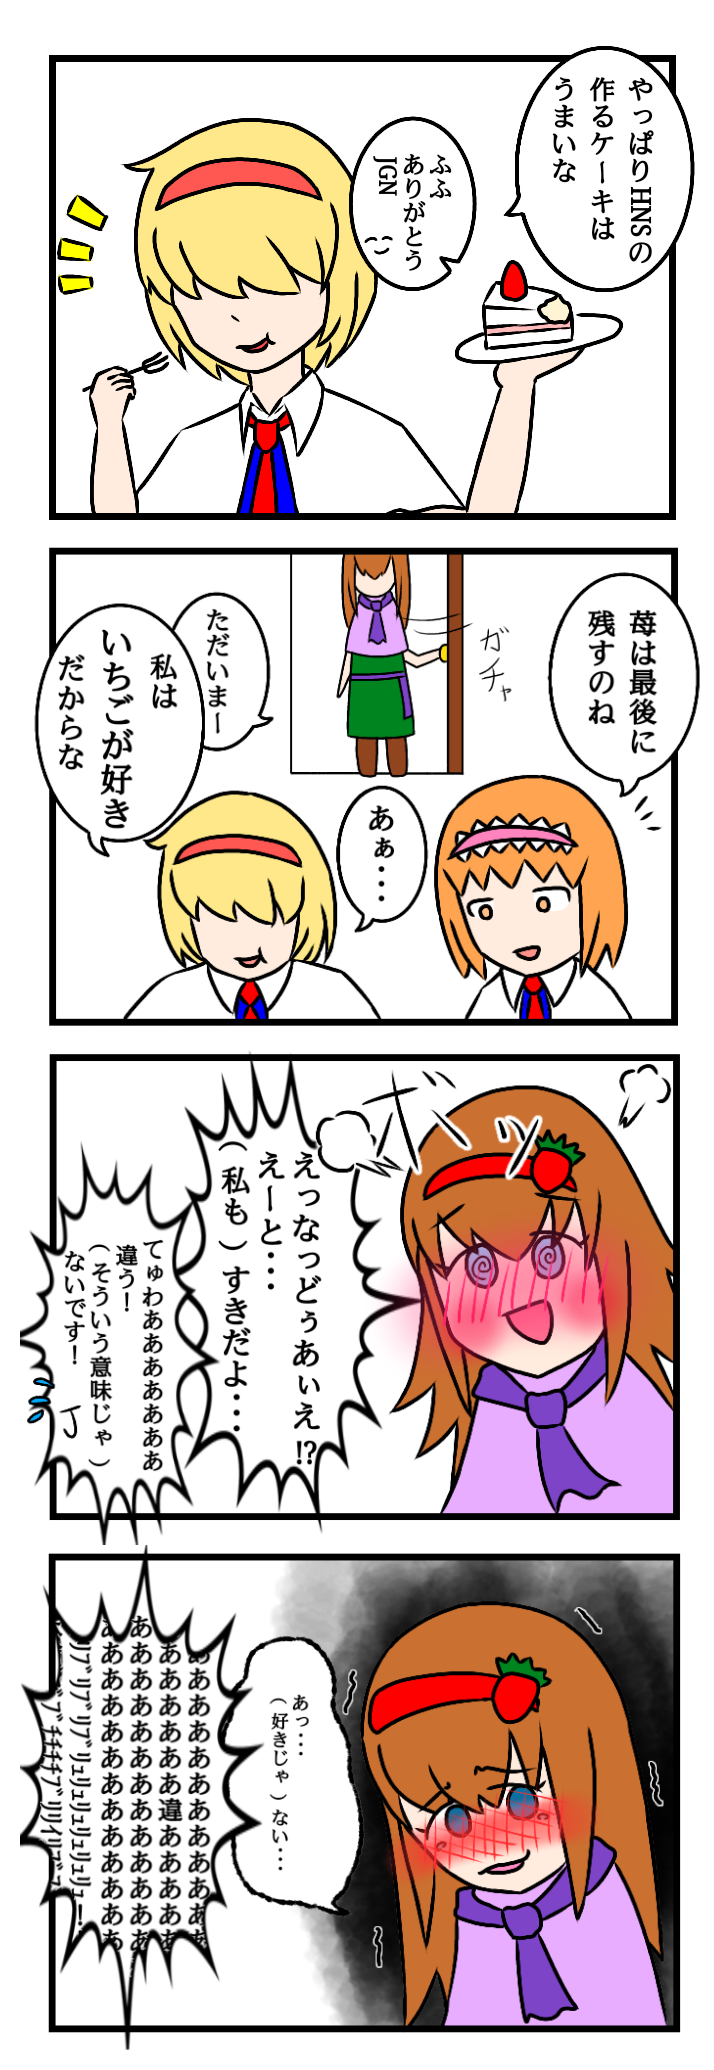 やっぱりHNSの
作るケーキは
うまいな
ふふ
ありがとう
JGN
苺は最後に
残すのね
ガチャ
ただいまー
私は
いちごが好き
だからな
あぁ・・・
ボッ
えっなっどぅあぃえ!?
えーと・・・
(私も)すきだよ・・・
てゅわあああああああ
違う!
(そういう意味じゃ)
ないです!
あっ・・・
(好きじゃ)ない・・・